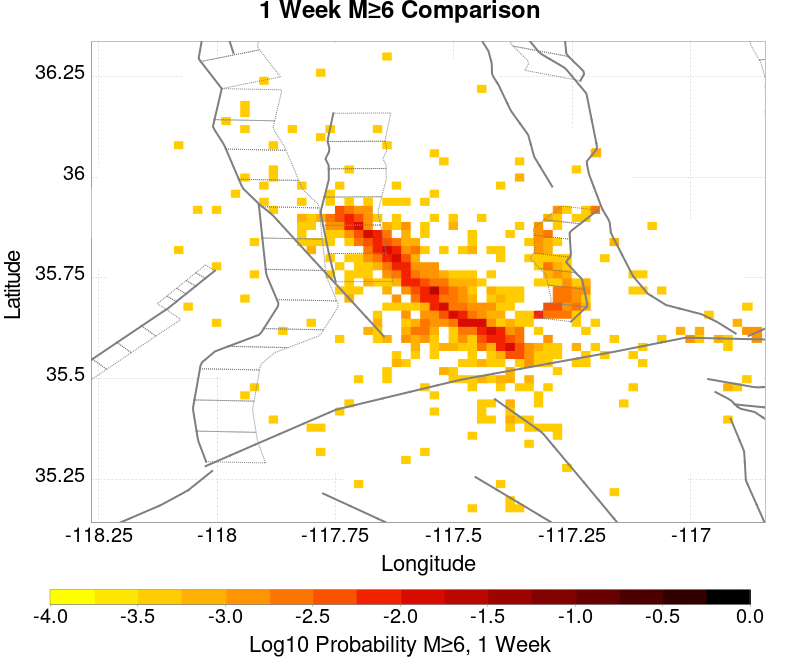 1 Week M≥6 Comparison
36.25
36
35.75
35.5
35.25
Latitude
-118.25 -118 -117.75 -117.5 -117.25 -117
Longitude
-4.0 -3.5 -3.0 -2.5 -2.0 -1.5 -1.0 -0.5 0.0
Log10 Probability M≥6, 1 Week